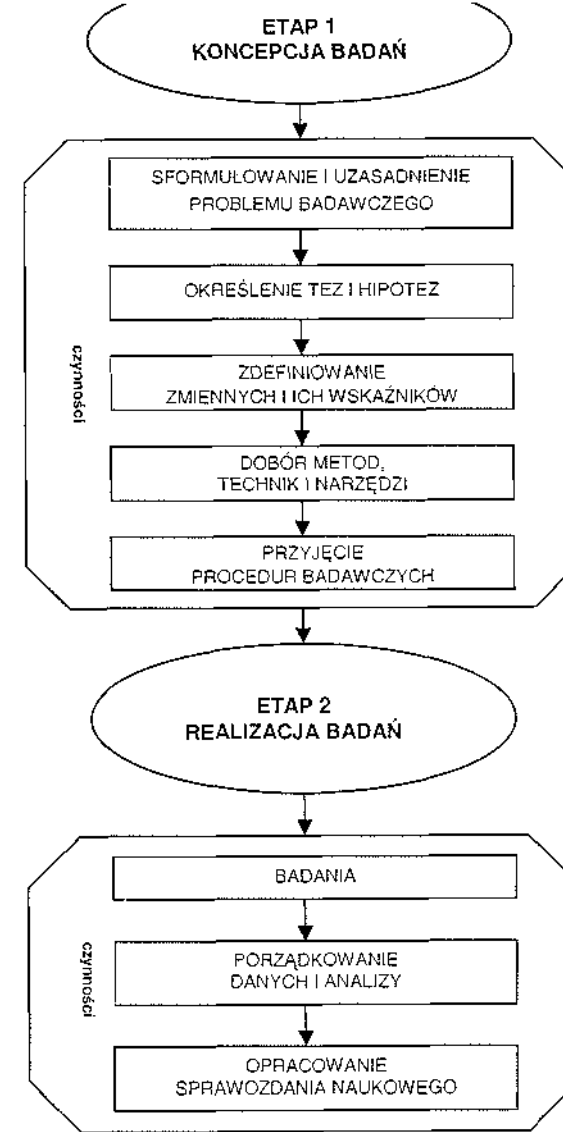 ETAP 1
KONCEPCJA BADAŃ
czynności
SFORMUŁOWANIE I UZASADNIENIE
PROBLEMU BADAWCZEGO
OKREŚLENIE TEZ I HIPOTEZ
ZDEFINIOWANIE
ZMIENNYCH I ICH WSKAŹNIKÓW
DOBÓR METOD,
TECHNIK I NARZĘDZI
PRZYJĘCIE
PROCEDUR BADAWCZYCH
ETAP 2
REALIZACJA BADAŃ
czynności
BADANIA
PORZĄDKOWANIE
DANYCH I ANALIZY
OPRACOWANIE
SPRAWOZDANIA NAUKOWEGO